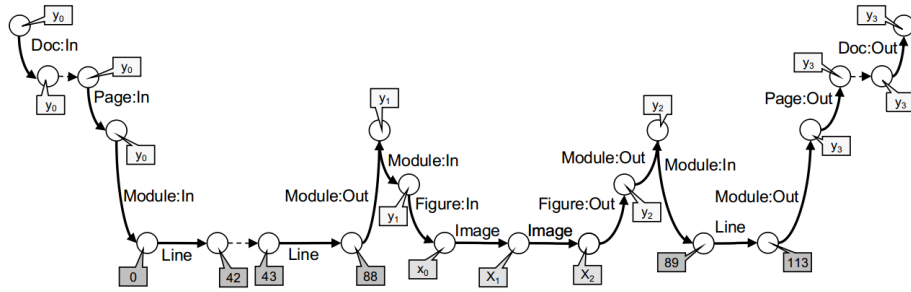 y0 y3
Doc:In Doc:Out
y0 y3
y0 y3
Page:In y1 y2 Page:Out
y0 y3
Module:In Module:Out
Module:In Module:Out Module:In Module:Out
y1 Figure:In Figure:Out y2
Line Line Image Image Line
0 42 43 88 x0 X1 X2 89 113